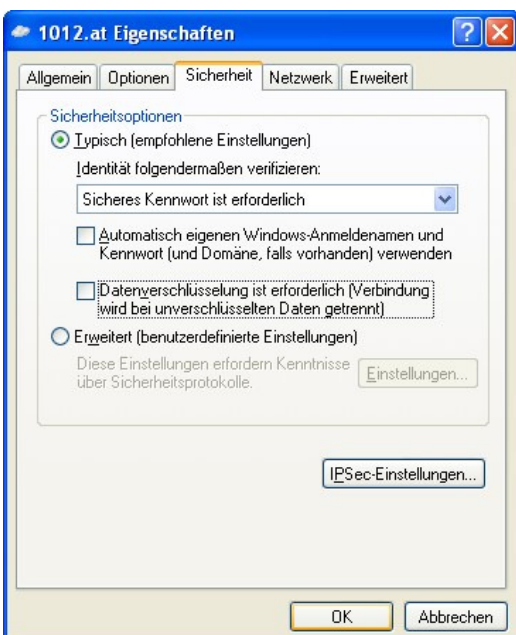 1012.at Eigenschaften
Allgemein Optionen Sicherheit Netzwerk Erweitert
Sicherheitsoptionen
Typisch (empfohlene Einstellungen)
Identität folgendermaßen verifizieren:
Sicheres Kennwort ist erforderlich
Automatisch eigenen Windows-Anmeldenamen und
Kennwort (und Domäne, falls vorhanden) verwenden
Datenverschlüsselung ist erforderlich (Verbindung
wird bei unverschlüsselten Daten getrennt)
Erweitert (benutzerdefinierte Einstellungen)
Diese Einstellungen erfordern Kenntnisse
über Sicherheitsprotokolle.
Einstellungen...
IPSec-Einstellungen...
OK Abbrechen